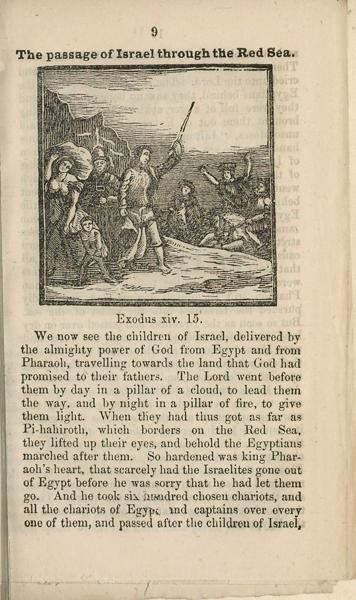 9
The passage of Israel through the Red Sea.
Exodus xiv. 15.
We now see the children of Israel, delivered by
the almighty power of God from Egypt and from
Pharaoh, travelling towards the land that God had
promised to their fathers. The Lord went before
them by day in a pillar of a cloud, to lead them
the way, and by night in a pillar of fire, to give
them light. When they had thus got as far as
Pi-hahiroth, which borders on the Red Sea,
they lifted up their eyes, and behold the Egyptians
marched after them. So hardened was king Phar-
aoh's heart, that scarcely had the Israelites gone out
of Egypt before he was sorry that he had let them
go. And he took six hundred chosen chariots, and
all the chariots of Egypt, and captains over every
one of them, and passed after the children of Israel,